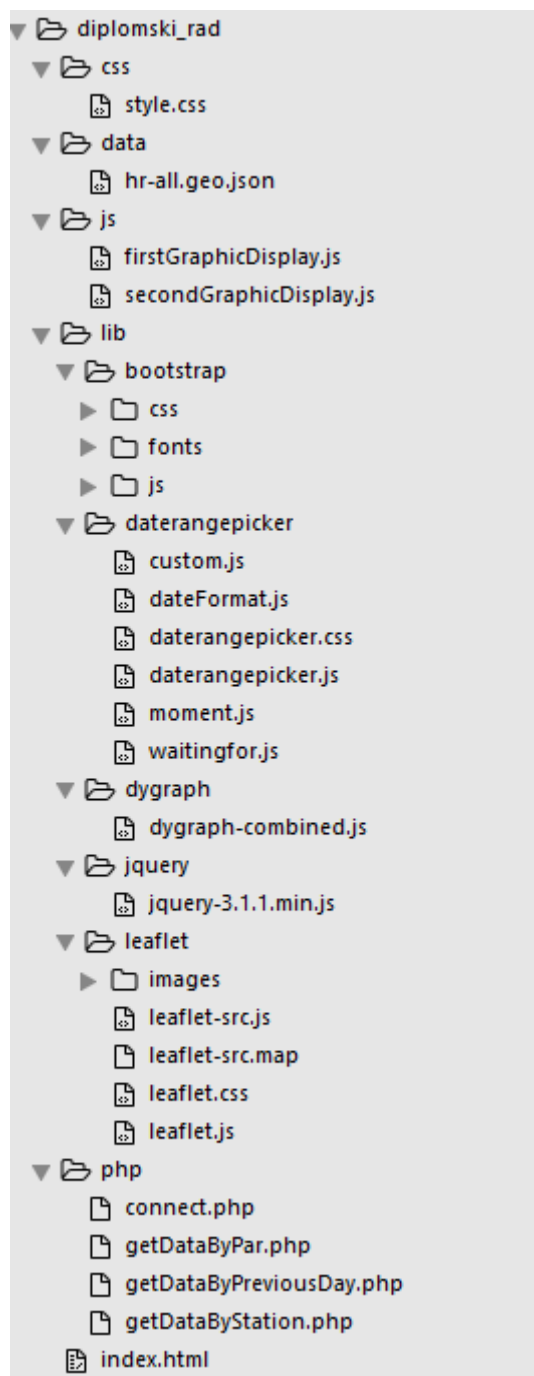 diplomski_rad
css
style.css
data
hr-all.geo.json
js
firstGraphicDisplay.js
secondGraphicDisplay.js
lib
bootstrap
css
fonts
js
daterangepicker
custom.js
dateFormat.js
daterangepicker.css
daterangepicker.js
moment.js
waitingfor.js
dygraph
dygraph-combined.js
jquery
jquery-3.1.1.min.js
leaflet
images
leaflet-src.js
leaflet-src.map
leaflet.css
leaflet.js
php
connect.php
getDataByPar.php
getDataByPreviousDay.php
getDataByStation.php
index.html